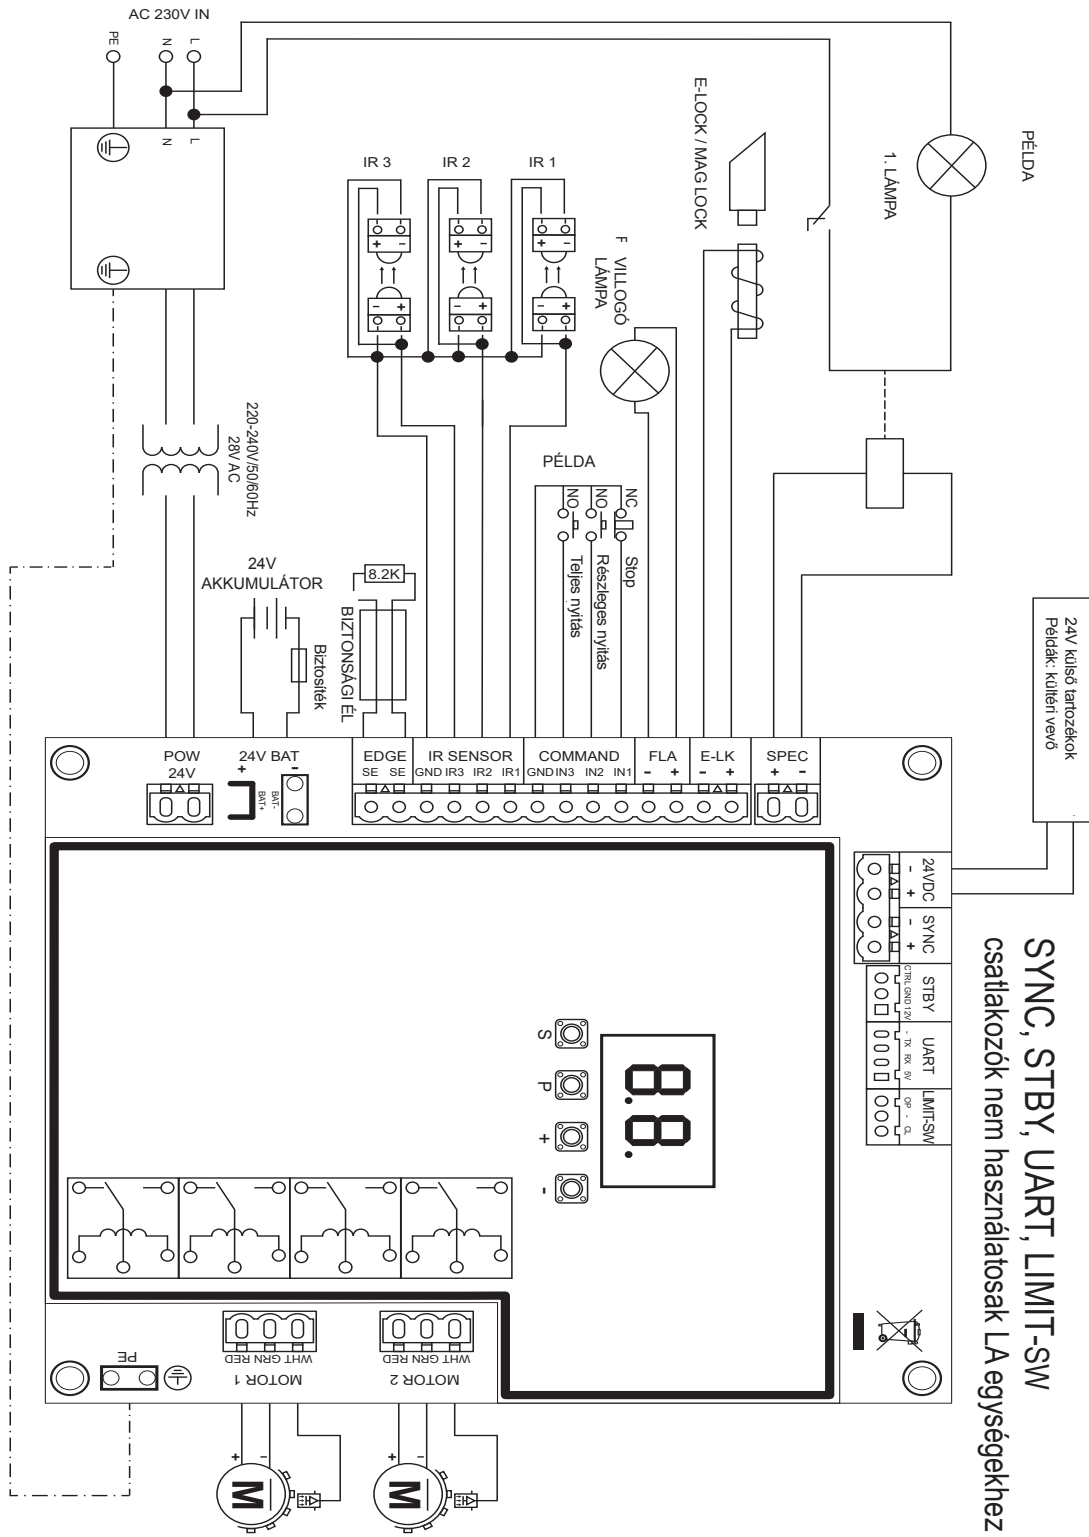 AC 230V IN
PE
N
L
N
L
PÉLDA
1. LÁMPA
E-LOCK / MAG LOCK
IR 3
IR 2
IR 1
+ -
+ -
+ -
- +
- +
- +
F VILLOGÓ
LÁMPA
220-240V/50/60Hz
28V AC
24V
AKKUMULÁTOR
Biztosíték
8.2K
BIZTONSÁGI ÉL
PÉLDA
NO
NO
NC
Teljes nyitás
Részleges nyitás
Stop
24V külső tartozékok
Példák: kültéri vevő
POW
24V
24V BAT
+ -
BAT+
BAT-
EDGE
SE SE
IR SENSOR
GND IR3 IR2 IR1
COMMAND
GND IN3 IN2 IN1
FLA
- +
E-LK
- +
SPEC
+ -
24VDC
- +
SYNC
- +
STBY
CTRL GND 12V
UART
- TX RX 5V
LIMIT-SW
OP - CL
SYNC, STBY, UART, LIMIT-SW
csatlakozók nem használatosak LA egységekhez
8.8.
S
P
+
-
WHT GRN RED
MOTOR 1
WHT GRN RED
MOTOR 2
PE
+ -
M
+ -
M